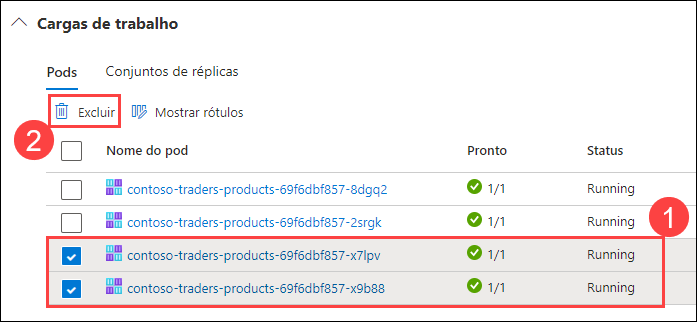 Cargas de trabalho
Pods Conjuntos de réplicas
Excluir Mostrar rótulos
2
Nome do pod Pronto Status
contoso-traders-products-69f6dbf857-8dgq2 1/1 Running
contoso-traders-products-69f6dbf857-2srgk 1/1 Running
1
contoso-traders-products-69f6dbf857-x7lpv 1/1 Running
contoso-traders-products-69f6dbf857-x9b88 1/1 Running